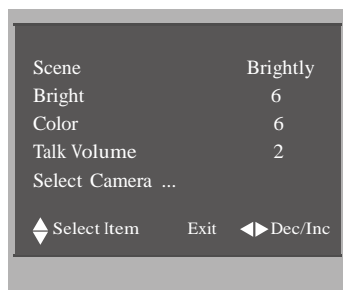 Scene Brightly
Bright 6
Color 6
Talk Volume 2
Select Camera ...
Select Item Exit Dec/Inc